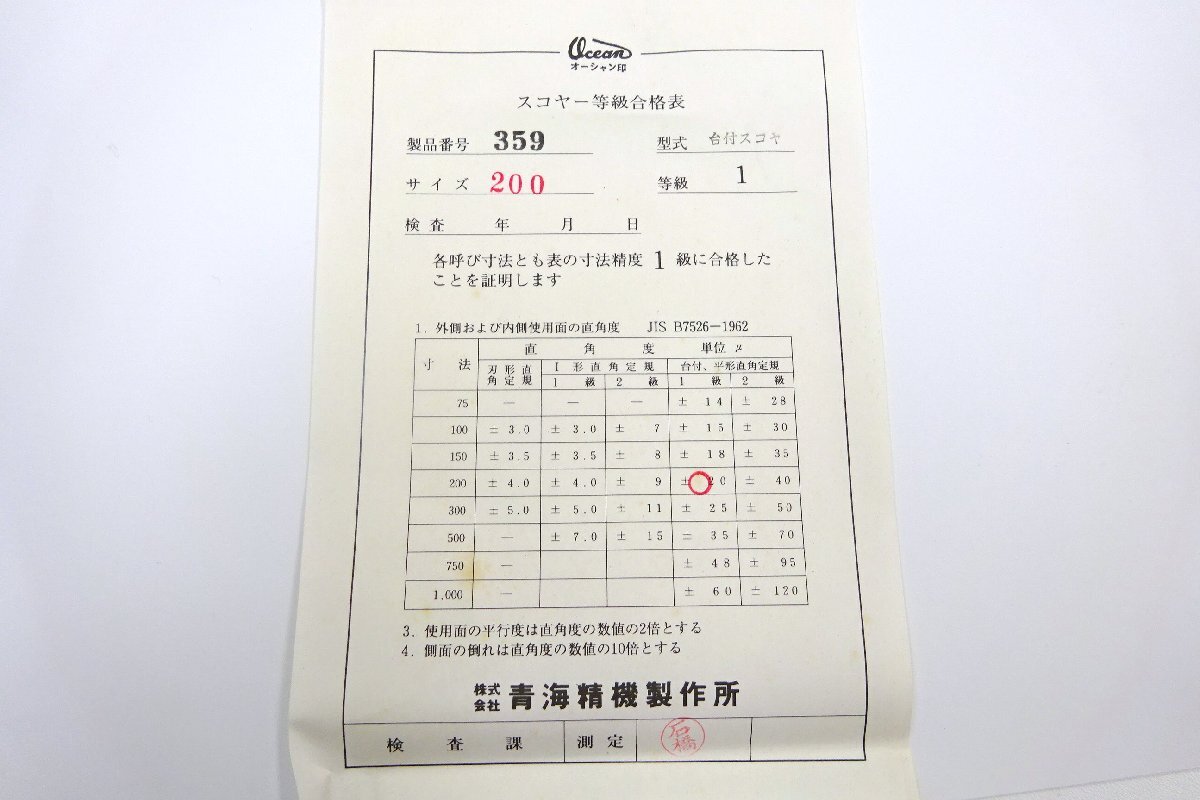 Ocean
オーシャン印
スコヤー等級合格表
製品番号 359 型式 台付スコヤ
サイズ 200 等級 1
検査 年 月 日
各呼び寸法とも表の寸法精度 1 級に合格した
ことを証明します
1. 外側および内側使用面の直角度 JIS B7526-1962
寸法 直角度 単位 μ
刃形直角定規 I形直角定規 台付、平形直角定規
1級 2級 1級 2級
75 — — — ±14 ±28
100 ±3.0 ±3.0 ±7 ±15 ±30
150 ±3.5 ±3.5 ±8 ±18 ±35
200 ±4.0 ±4.0 ±9 ±20 ±40
300 ±5.0 ±5.0 ±11 ±25 ±50
500 — ±7.0 ±15 ±35 ±70
750 — ±48 ±95
1,000 — ±60 ±120
3. 使用面の平行度は直角度の数値の2倍とする
4. 側面の倒れは直角度の数値の10倍とする
株式会社 青海精機製作所
検査課 測定 石橋